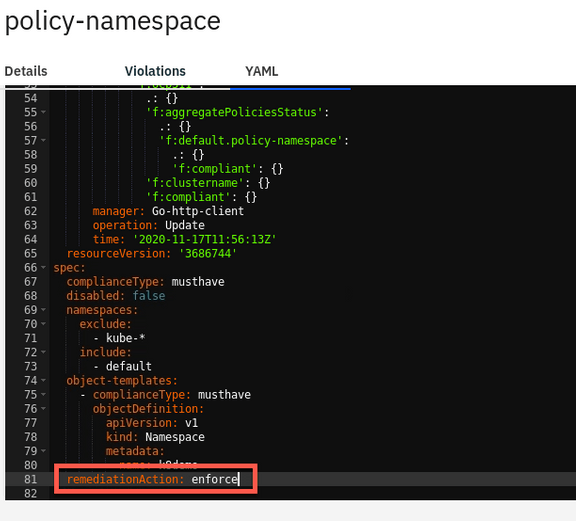 policy-namespace
Details Violations YAML
54 .: {}
55 'f:aggregatePoliciesStatus':
56 .: {}
57 'f:default.policy-namespace':
58 .: {}
59 'f:compliant': {}
60 'f:clustername': {}
61 'f:compliant': {}
62 manager: Go-http-client
63 operation: Update
64 time: '2020-11-17T11:56:13Z'
65 resourceVersion: '3686744'
66 spec:
67 complianceType: musthave
68 disabled: false
69 namespaces:
70 exclude:
71 - kube-*
72 include:
73 - default
74 object-templates:
75 - complianceType: musthave
76 objectDefinition:
77 apiVersion: v1
78 kind: Namespace
79 metadata:
80
81 remediationAction: enforce
82